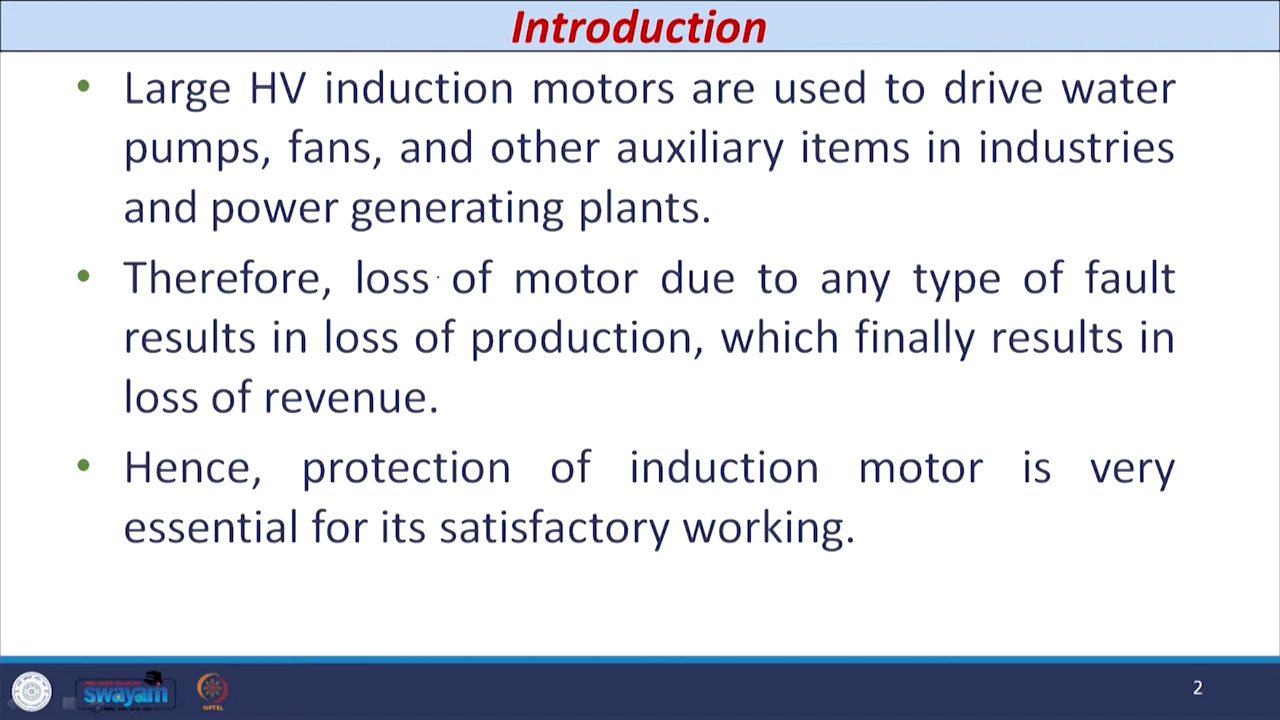 Introduction
• Large HV induction motors are used to drive water
pumps, fans, and other auxiliary items in industries
and power generating plants.
• Therefore, loss of motor due to any type of fault
results in loss of production, which finally results in
loss of revenue.
• Hence, protection of induction motor is very
essential for its satisfactory working.
swayam
NPTEL
2